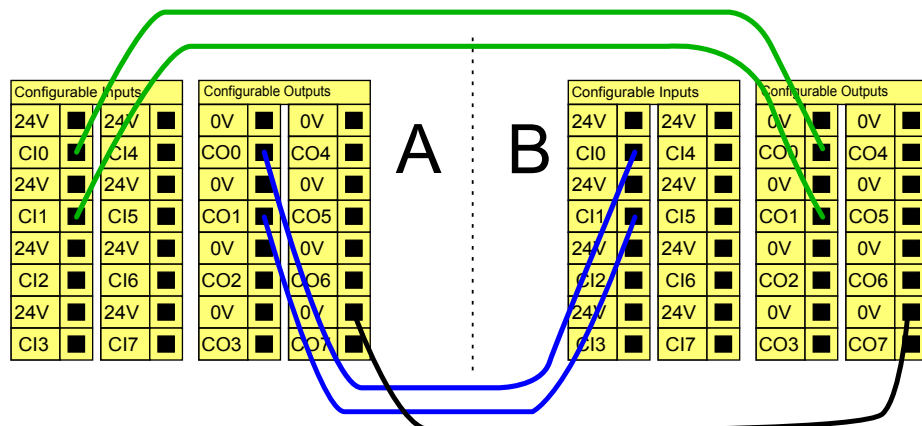 Configurable Inputs
24V 24V
CI0 CI4
24V 24V
CI1 CI5
24V 24V
CI2 CI6
24V 24V
CI3 CI7
Configurable Outputs
0V 0V
CO0 CO4
0V 0V
CO1 CO5
0V 0V
CO2 CO6
0V 0V
CO3 CO7
A
B
Configurable Inputs
24V 24V
CI0 CI4
24V 24V
CI1 CI5
24V 24V
CI2 CI6
24V 24V
CI3 CI7
Configurable Outputs
0V 0V
CO0 CO4
0V 0V
CO1 CO5
0V 0V
CO2 CO6
0V 0V
CO3 CO7